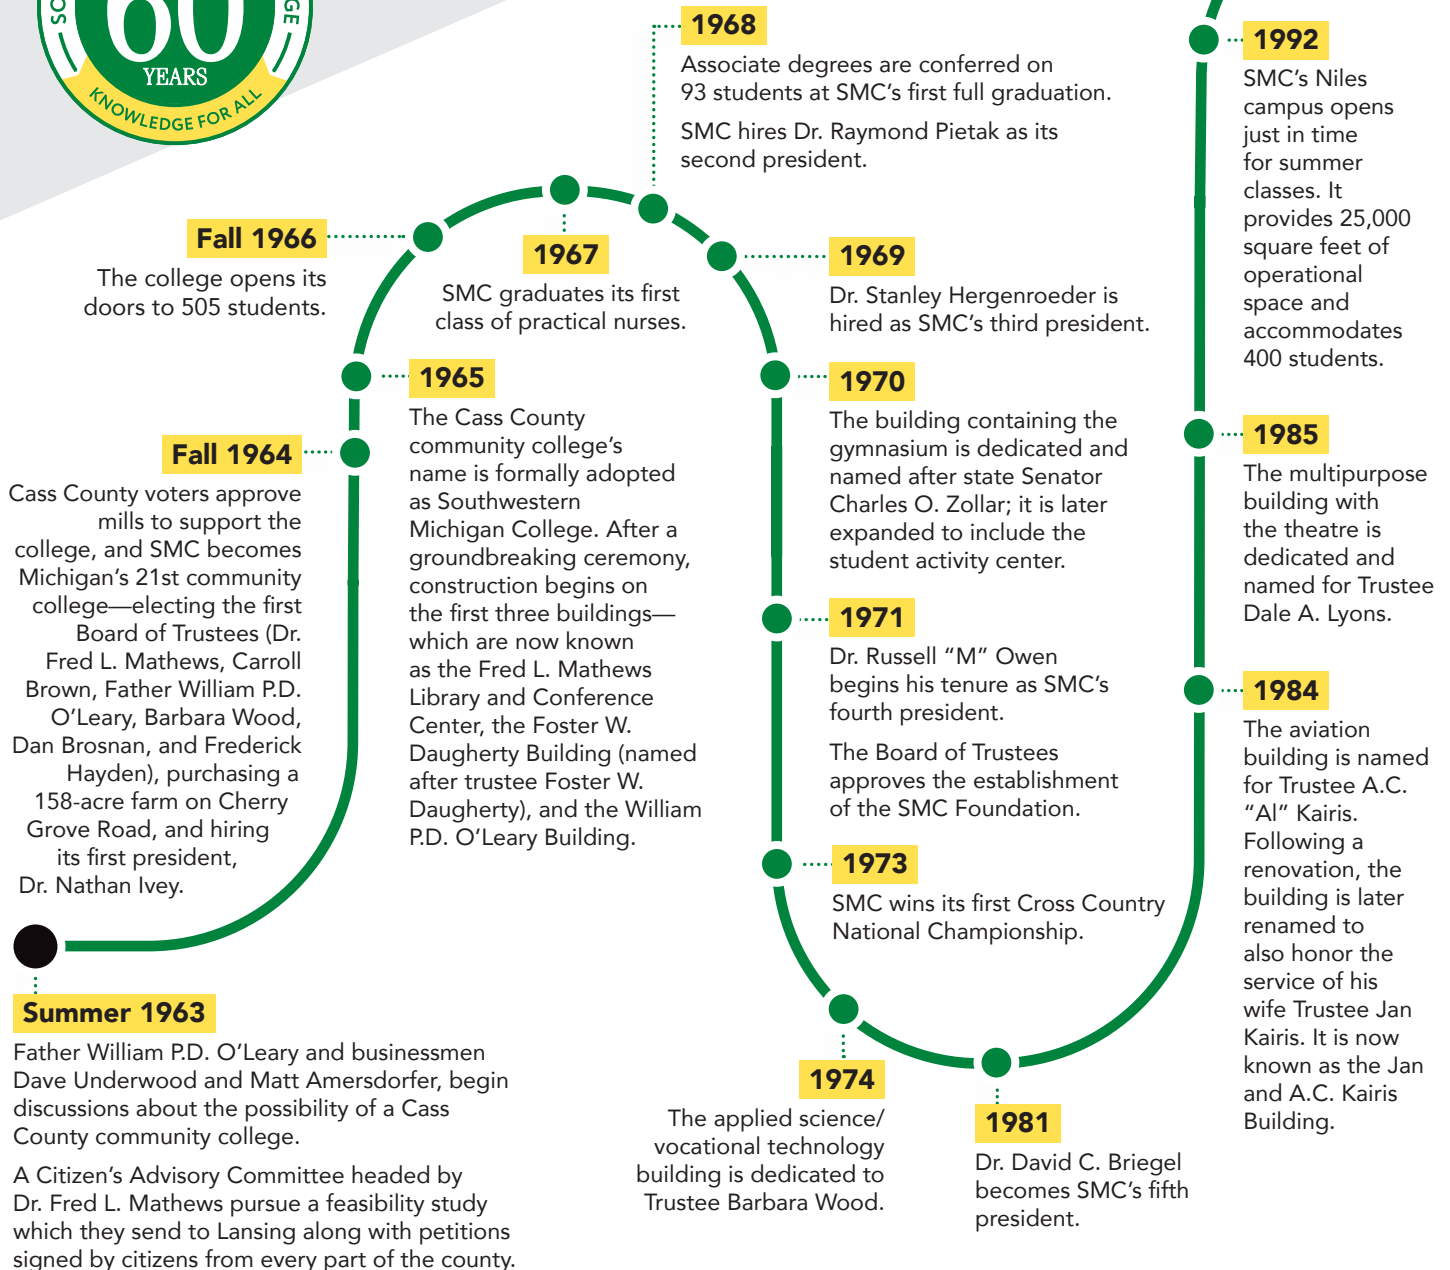 60
YEARS
KNOWLEDGE FOR ALL
Summer 1963
Father William P.D. O’Leary and businessmen
Dave Underwood and Matt Amersdorfer, begin
discussions about the possibility of a Cass
County community college.
A Citizen’s Advisory Committee headed by
Dr. Fred L. Mathews pursue a feasibility study
which they send to Lansing along with petitions
signed by citizens from every part of the county.
Fall 1964
Cass County voters approve
mills to support the
college, and SMC becomes
Michigan’s 21st community
college—electing the first
Board of Trustees (Dr.
Fred L. Mathews, Carroll
Brown, Father William P.D.
O’Leary, Barbara Wood,
Dan Brosnan, and Frederick
Hayden), purchasing a
158-acre farm on Cherry
Grove Road, and hiring
its first president,
Dr. Nathan Ivey.
1965
The Cass County
community college’s
name is formally adopted
as Southwestern
Michigan College. After a
groundbreaking ceremony,
construction begins on
the first three buildings—
which are now known
as the Fred L. Mathews
Library and Conference
Center, the Foster W.
Daugherty Building (named
after trustee Foster W.
Daugherty), and the William
P.D. O’Leary Building.
Fall 1966
The college opens its
doors to 505 students.
1967
SMC graduates its first
class of practical nurses.
1968
Associate degrees are conferred on
93 students at SMC’s first full graduation.
SMC hires Dr. Raymond Pietak as its
second president.
1969
Dr. Stanley Hergenroeder is
hired as SMC’s third president.
1970
The building containing the
gymnasium is dedicated and
named after state Senator
Charles O. Zollar; it is later
expanded to include the
student activity center.
1971
Dr. Russell “M” Owen
begins his tenure as SMC’s
fourth president.
The Board of Trustees
approves the establishment
of the SMC Foundation.
1973
SMC wins its first Cross Country
National Championship.
1974
The applied science/
vocational technology
building is dedicated to
Trustee Barbara Wood.
1981
Dr. David C. Briegel
becomes SMC’s fifth
president.
1984
The aviation
building is named
for Trustee A.C.
“Al” Kairis.
Following a
renovation, the
building is later
renamed to
also honor the
service of his
wife Trustee Jan
Kairis. It is now
known as the Jan
and A.C. Kairis
Building.
1985
The multipurpose
building with
the theatre is
dedicated and
named for Trustee
Dale A. Lyons.
1992
SMC’s Niles
campus opens
just in time
for summer
classes. It
provides 25,000
square feet of
operational
space and
accommodates
400 students.